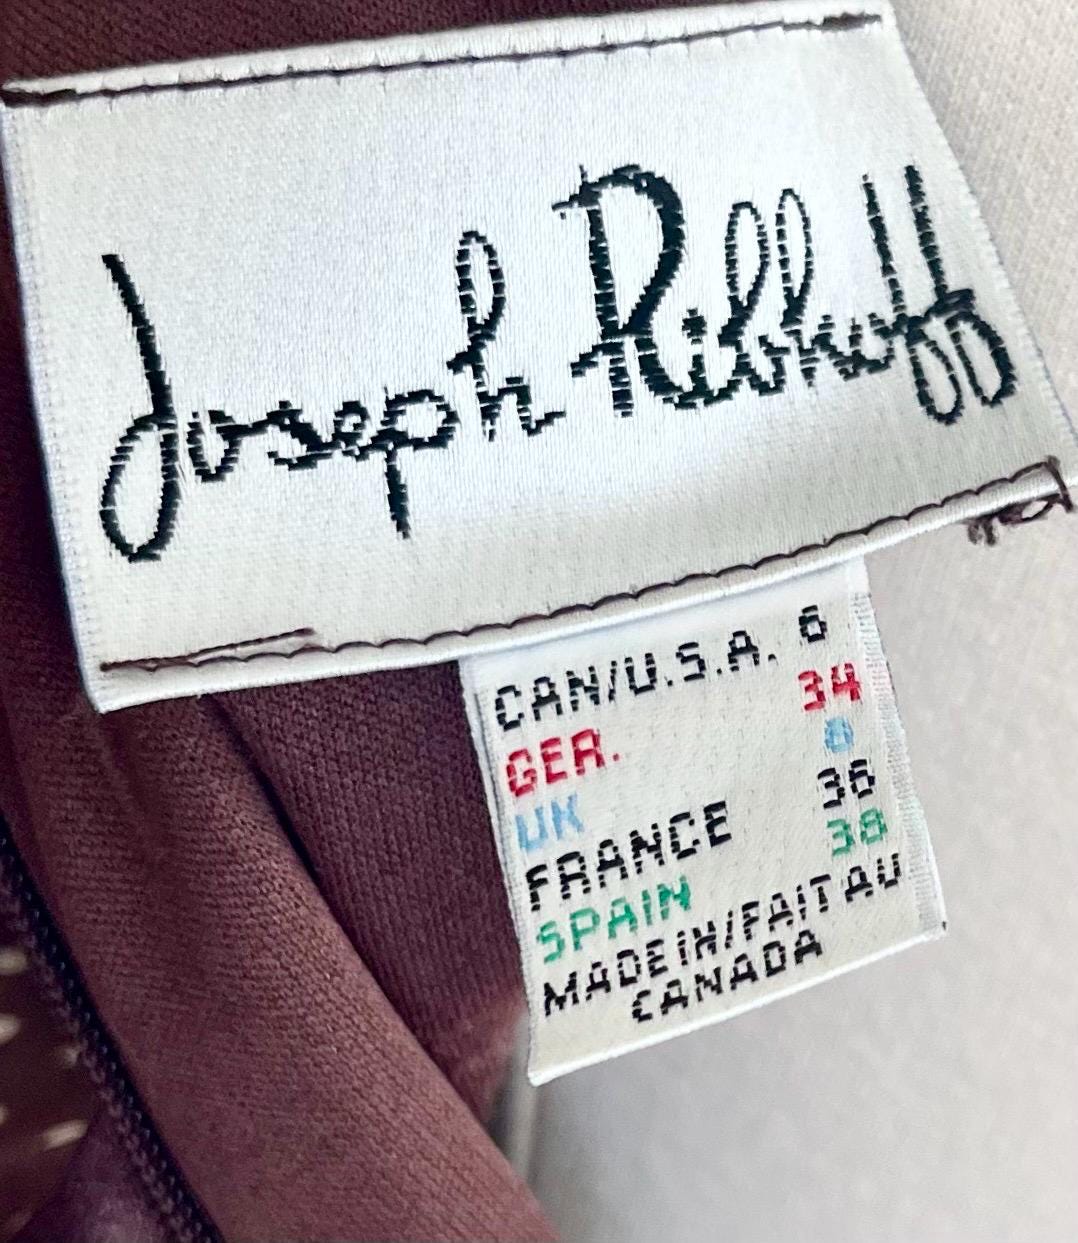 Joseph Ribkoff
CAN/U.S.A. 6
GER. 34
UK 8
FRANCE 36
SPAIN 38
MADE IN/FAIT AU
CANADA